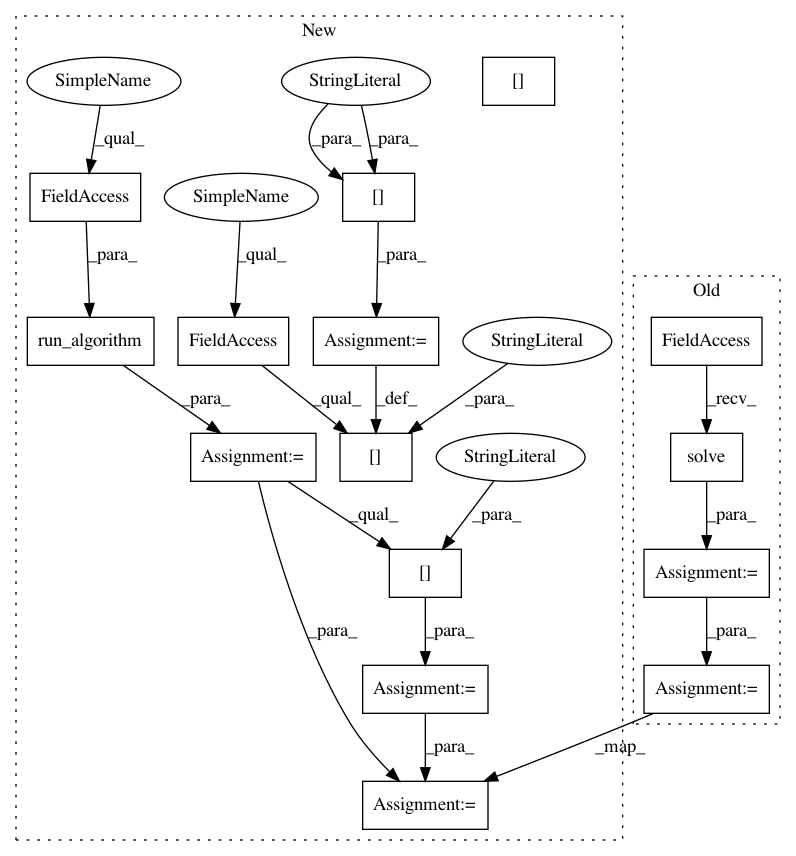 New
SimpleName
StringLiteral
[]
_qual_
_para_
_para_
FieldAccess
SimpleName
[]
_para_
_qual_
_para_
Old
run_algorithm
FieldAccess
Assignment:=
StringLiteral
FieldAccess
_para_
_qual_
_def_
_para_
_recv_
Assignment:=
[]
StringLiteral
solve
_qual_
_para_
_para_
[]
Assignment:=
_para_
_para_
_para_
Assignment:=
Assignment:=
_para_
_map_
Assignment:=